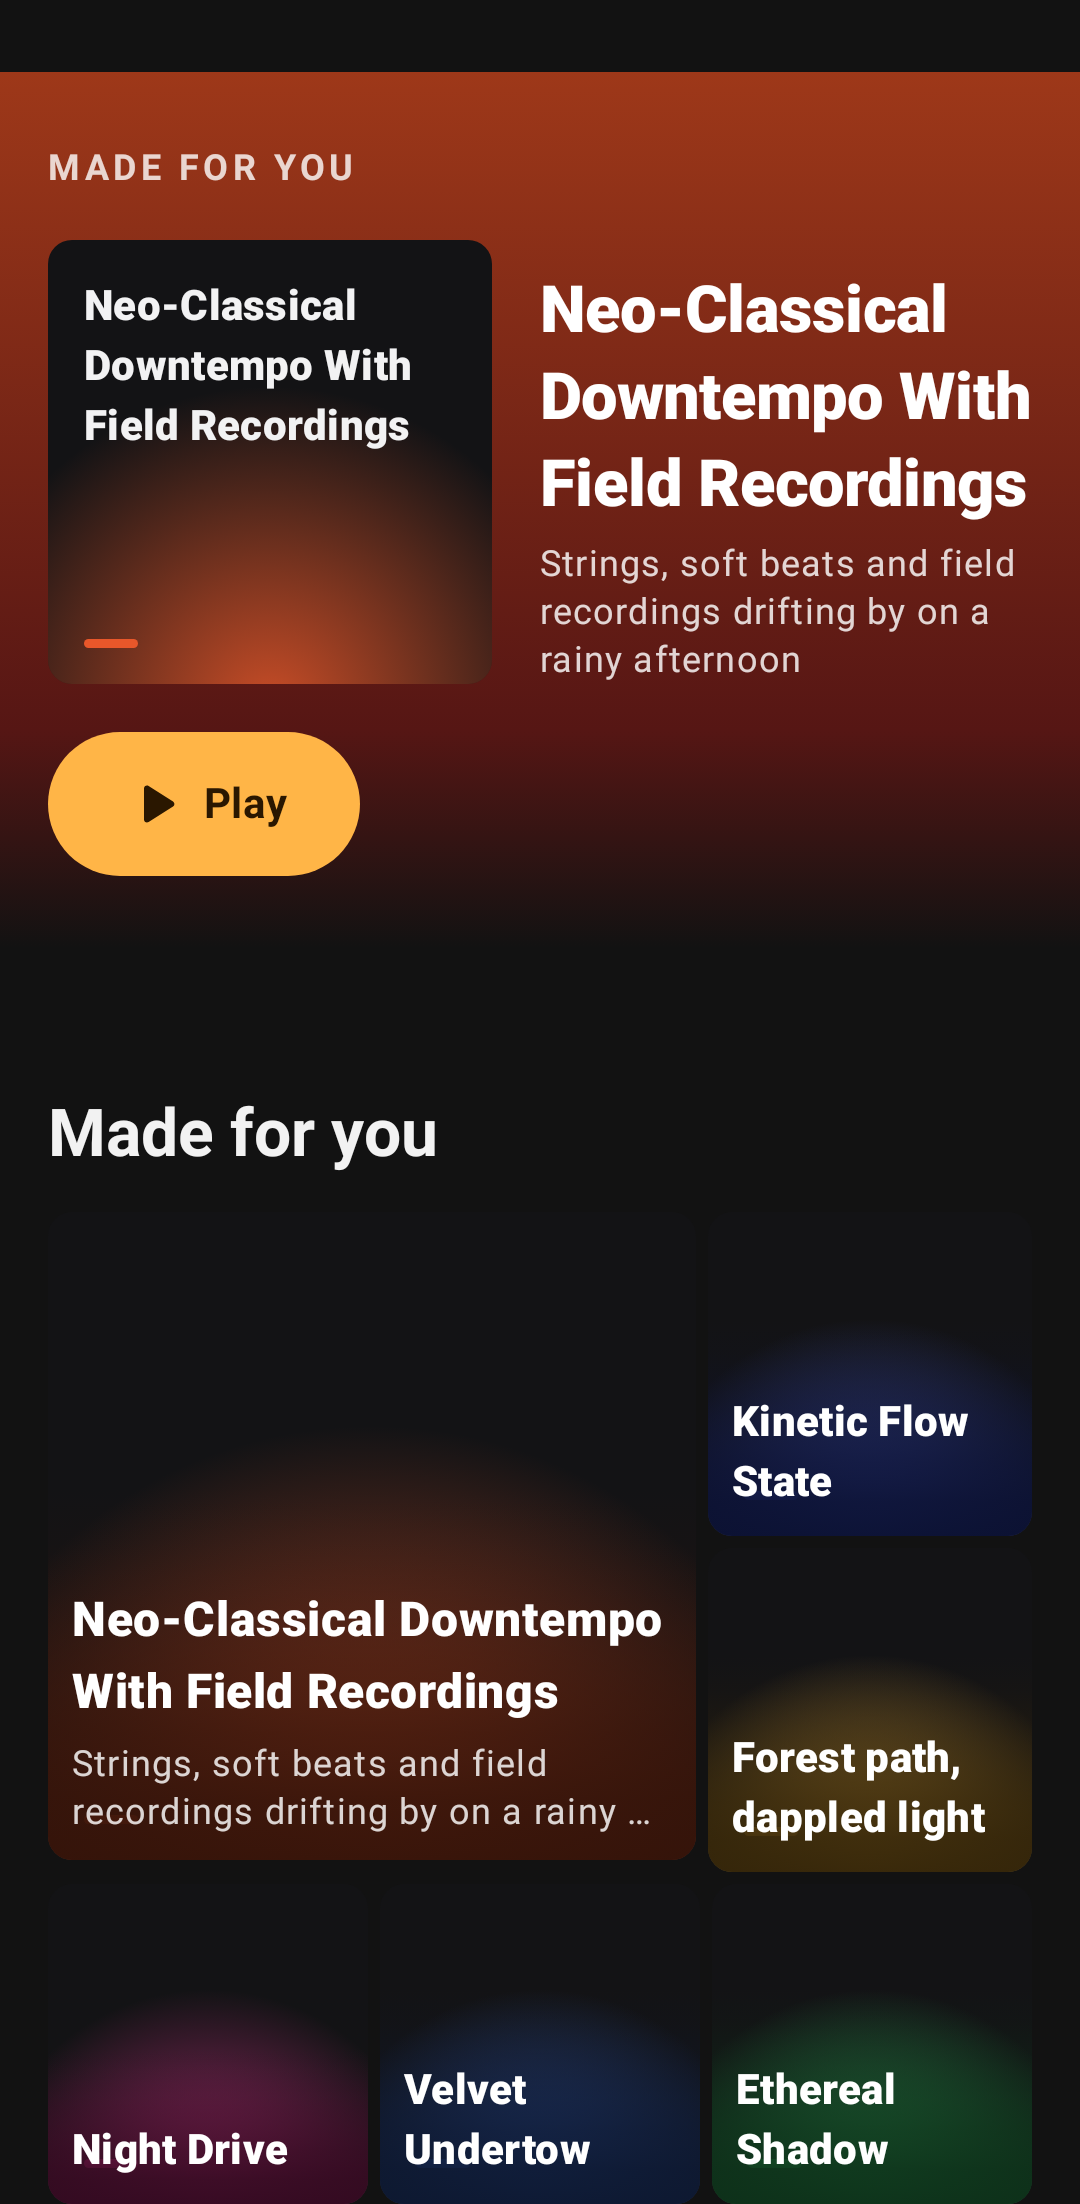 MADE FOR YOU
Neo-Classical
Downtempo With
Field Recordings
Neo-Classical
Downtempo With
Field Recordings
Strings, soft beats and field
recordings drifting by on a
rainy afternoon
Play
Made for you
Neo-Classical Downtempo
With Field Recordings
Strings, soft beats and field
recordings drifting by on a rainy …
Kinetic Flow
State
Forest path,
dappled light
Night Drive
Velvet
Undertow
Ethereal
Shadow